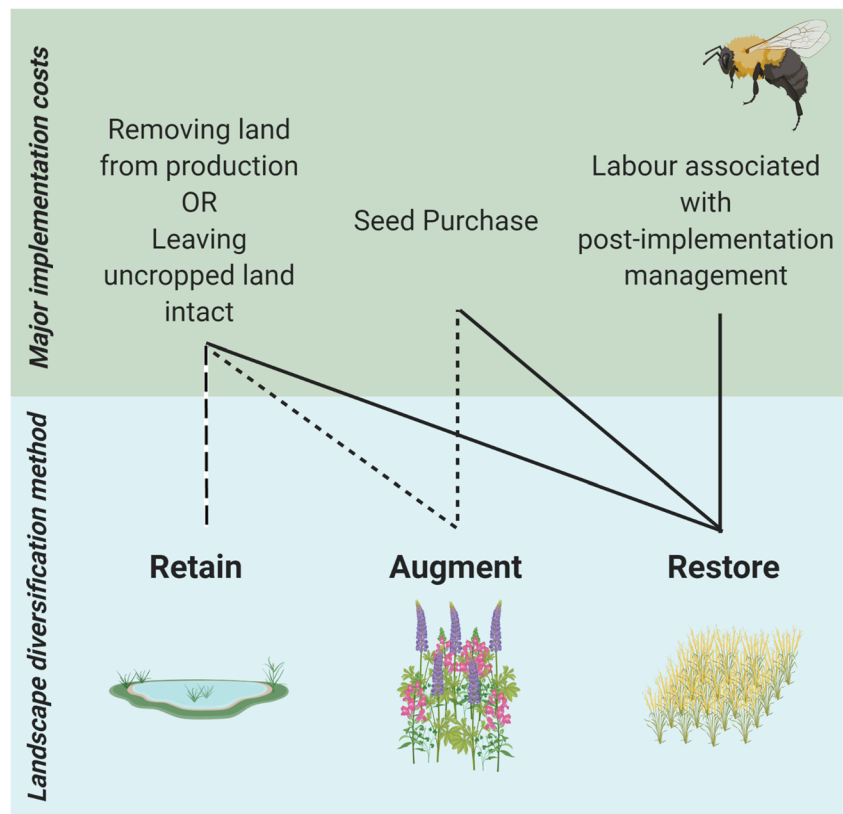 Major implementation costs
Removing land
from production
OR
Leaving
uncropped land
intact
Seed Purchase
Labour associated
with
post-implementation
management
Landscape diversification method
Retain
Augment
Restore